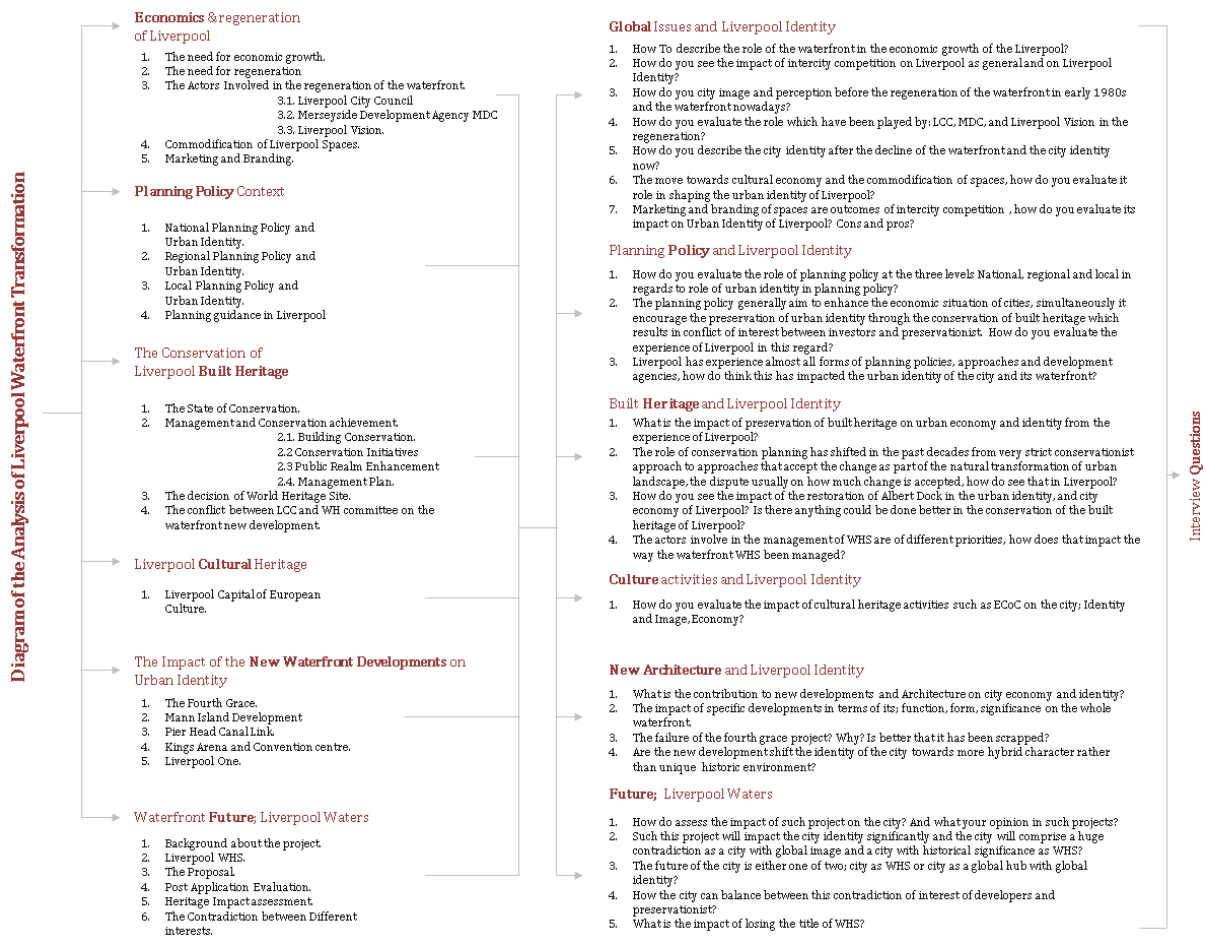 Diagram of the Analysis of Liverpool Waterfront Transformation
Economics & regeneration
of Liverpool
1. The need for economic growth.
2. The need for regeneration
3. The Actors Involved in the regeneration of the waterfront.
3.1. Liverpool City Council
3.2. Merseyside Development Agency MDC
3.3. Liverpool Vision.
4. Commodification of Liverpool Spaces.
5. Marketing and Branding.
Planning Policy Context
1. National Planning Policy and
Urban Identity.
2. Regional Planning Policy and
Urban Identity.
3. Local Planning Policy and
Urban Identity.
4. Planning guidance in Liverpool
The Conservation of
Liverpool Built Heritage
1. The State of Conservation.
2. Management and Conservation achievement.
2.1. Building Conservation.
2.2 Conservation Initiatives
2.3 Public Realm Enhancement
2.4. Management Plan.
3. The decision of World Heritage Site.
4. The conflict between LCC and WH committee on the
waterfront new development.
Liverpool Cultural Heritage
1. Liverpool Capital of European
Culture.
The Impact of the New Waterfront Developments on
Urban Identity
1. The Fourth Grace.
2. Mann Island Development
3. Pier Head Canal Link.
4. Kings Arena and Convention centre.
5. Liverpool One.
Waterfront Future; Liverpool Waters
1. Background about the project.
2. Liverpool WHS.
3. The Proposal.
4. Post Application Evaluation.
5. Heritage Impact assessment.
6. The Contradiction between Different
interests.
Global Issues and Liverpool Identity
1. How To describe the role of the waterfront in the economic growth of the Liverpool?
2. How do you see the impact of intercity competition on Liverpool as general and on Liverpool
Identity?
3. How do you city image and perception before the regeneration of the waterfront in early 1980s
and the waterfront nowadays?
4. How do you evaluate the role which have been played by: LCC, MDC, and Liverpool Vision in the
regeneration?
5. How do you describe the city identity after the decline of the waterfront and the city identity
now?
6. The move towards cultural economy and the commodification of spaces, how do you evaluate it
role in shaping the urban identity of Liverpool?
7. Marketing and branding of spaces are outcomes of intercity competition , how do you evaluate its
impact on Urban Identity of Liverpool? Cons and pros?
Planning Policy and Liverpool Identity
1. How do you evaluate the role of planning policy at the three levels National, regional and local in
regards to role of urban identity in planning policy?
2. The planning policy generally aim to enhance the economic situation of cities, simultaneously it
encourage the preservation of urban identity through the conservation of built heritage which
results in conflict of interest between investors and preservationist. How do you evaluate the
experience of Liverpool in this regard?
3. Liverpool has experience almost all forms of planning policies, approaches and development
agencies, how do think this has impacted the urban identity of the city and its waterfront?
Built Heritage and Liverpool Identity
1. What is the impact of preservation of built heritage on urban economy and identity from the
experience of Liverpool?
2. The role of conservation planning has shifted in the past decades from very strict conservationist
approach to approaches that accept the change as part of the natural transformation of urban
landscape, the dispute usually on how much change is accepted, how do see that in Liverpool?
3. How do you see the impact of the restoration of Albert Dock in the urban identity, and city
economy of Liverpool? Is there anything could be done better in the conservation of the built
heritage of Liverpool?
4. The actors involve in the management of WHS are of different priorities, how does that impact the
way the waterfront WHS been managed?
Culture activities and Liverpool Identity
1. How do you evaluate the impact of cultural heritage activities such as ECoC on the city; Identity
and Image, Economy?
New Architecture and Liverpool Identity
1. What is the contribution to new developments and Architecture on city economy and identity?
2. The impact of specific developments in terms of its; function, form, significance on the whole
waterfront.
3. The failure of the fourth grace project? Why? Is better that it has been scrapped?
4. Are the new development shift the identity of the city towards more hybrid character rather
than unique historic environment?
Future; Liverpool Waters
1. How do assess the impact of such project on the city? And what your opinion in such projects?
2. Such this project will impact the city identity significantly and the city will comprise a huge
contradiction as a city with global image and a city with historical significance as WHS?
3. The future of the city is either one of two; city as WHS or city as a global hub with global
identity?
4. How the city can balance between this contradiction of interest of developers and
preservationist?
5. What is the impact of losing the title of WHS?
Interview Questions